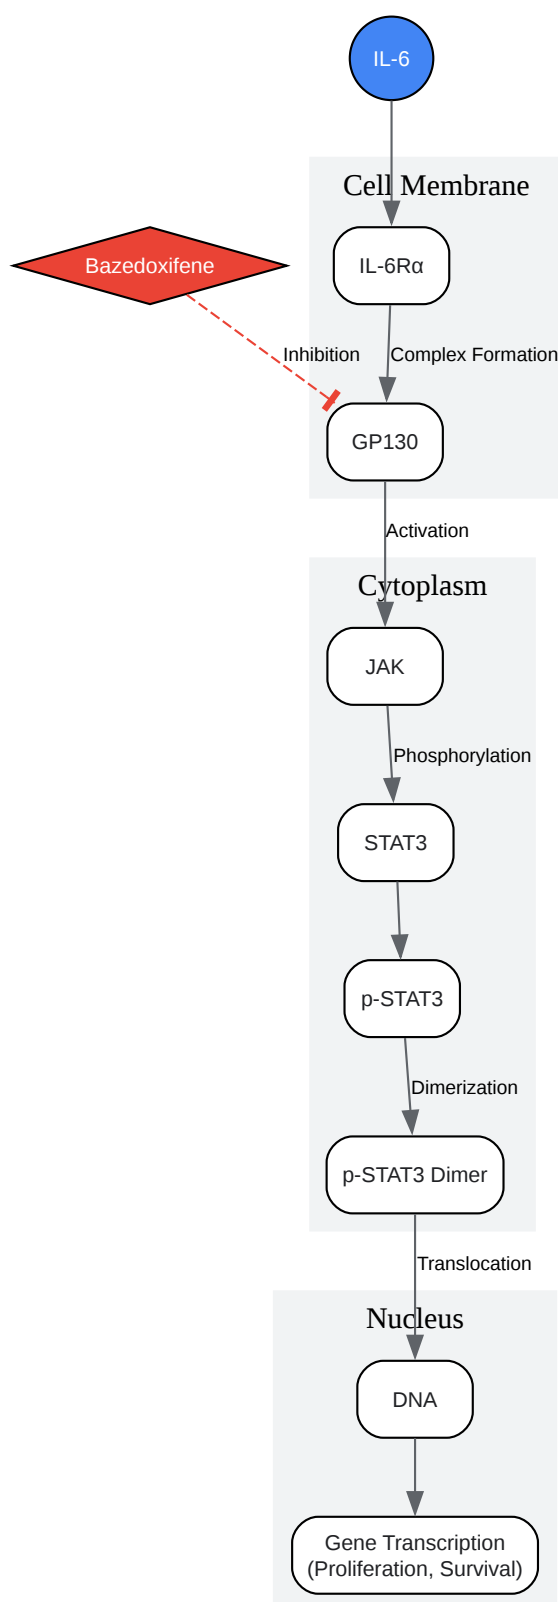 IL-6
Cell Membrane
Bazedoxifene
IL-6Rα
Inhibition
Complex Formation
GP130
Activation
Cytoplasm
JAK
Phosphorylation
STAT3
p-STAT3
Dimerization
p-STAT3 Dimer
Translocation
Nucleus
DNA
Gene Transcription
(Proliferation, Survival)